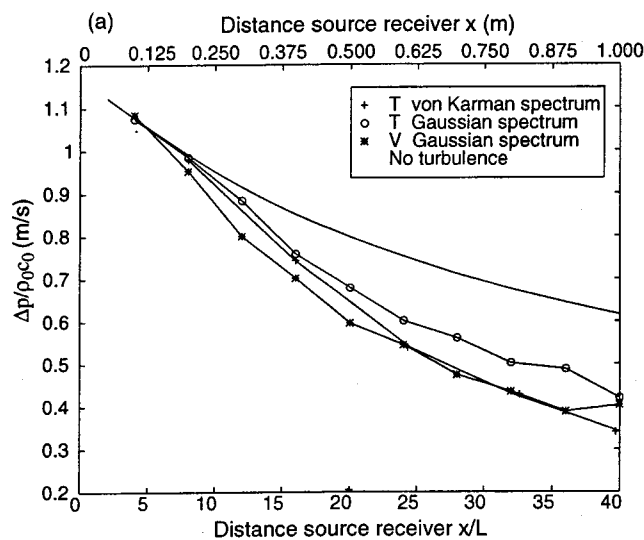 (a)
Distance source receiver x (m)
0 0.125 0.250 0.375 0.500 0.625 0.750 0.875 1.000
1.2
1.1
1
0.9
0.8
0.7
0.6
0.5
0.4
0.3
0.2
Δp/ρ₀c₀ (m/s)
T von Karman spectrum
T Gaussian spectrum
V Gaussian spectrum
No turbulence
0 5 10 15 20 25 30 35 40
Distance source receiver x/L